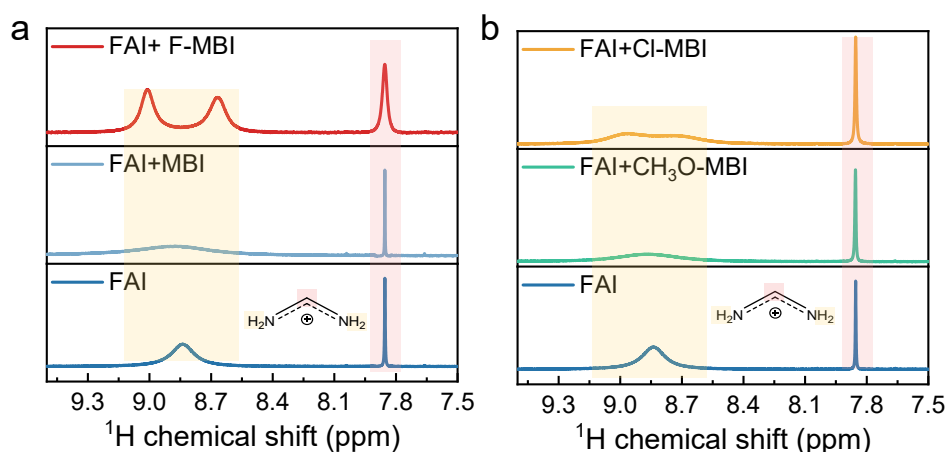 a
FAI+ F-MBI
FAI+MBI
FAI
H₂N NH₂
⊕
9.3 9.0 8.7 8.4 8.1 7.8 7.5
¹H chemical shift (ppm)
b
FAI+Cl-MBI
FAI+CH₃O-MBI
FAI
H₂N NH₂
⊕
9.3 9.0 8.7 8.4 8.1 7.8 7.5
¹H chemical shift (ppm)